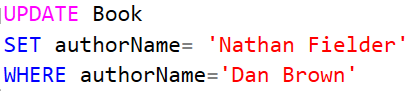 UPDATE Book
SET authorName= 'Nathan Fielder'
WHERE authorName='Dan Brown'